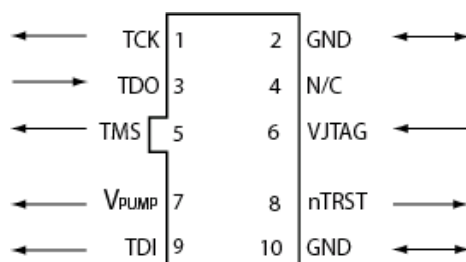 TCK 1 2 GND
TDO 3 4 N/C
TMS 5 6 VJTAG
VPUMP 7 8 nTRST
TDI 9 10 GND